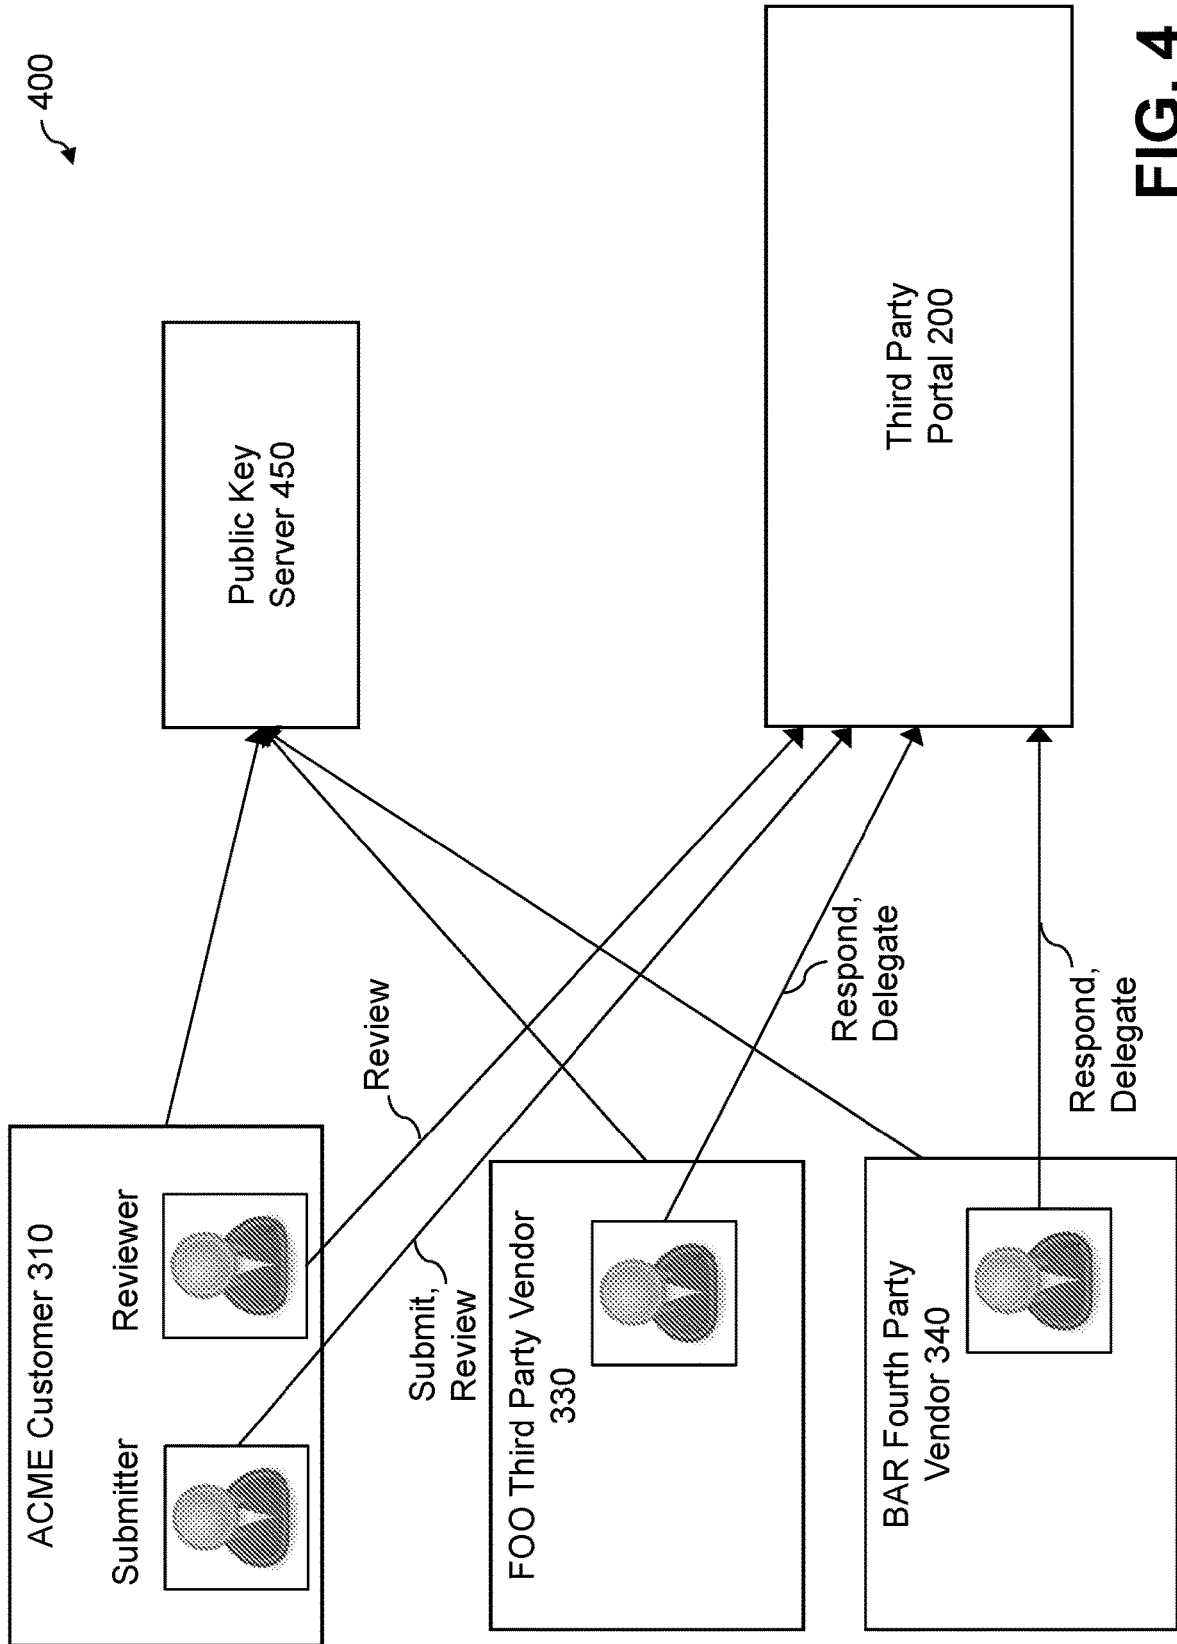 400
ACME Customer 310
Submitter
Reviewer
Public Key
Server 450
Review
Submit,
Review
FOO Third Party Vendor
330
Respond,
Delegate
Third Party
Portal 200
BAR Fourth Party
Vendor 340
Respond,
Delegate
FIG. 4